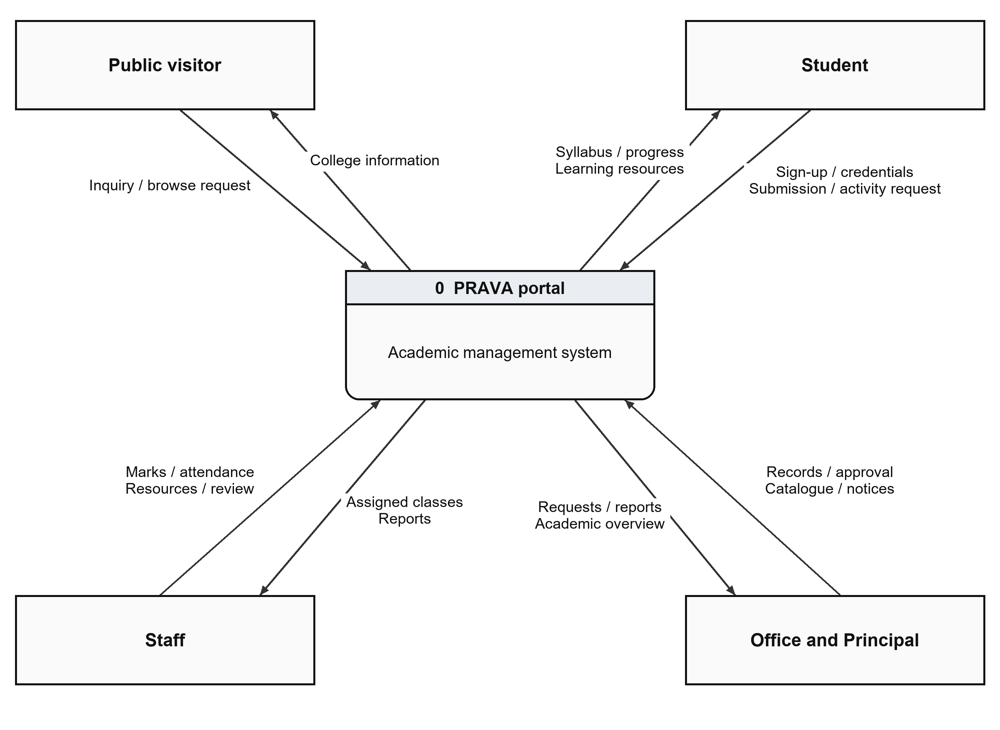 Public visitor
Student
College information
Inquiry / browse request
Syllabus / progress
Learning resources
Sign-up / credentials
Submission / activity request
0 PRAVA portal
Academic management system
Marks / attendance
Resources / review
Assigned classes
Reports
Requests / reports
Academic overview
Records / approval
Catalogue / notices
Staff
Office and Principal